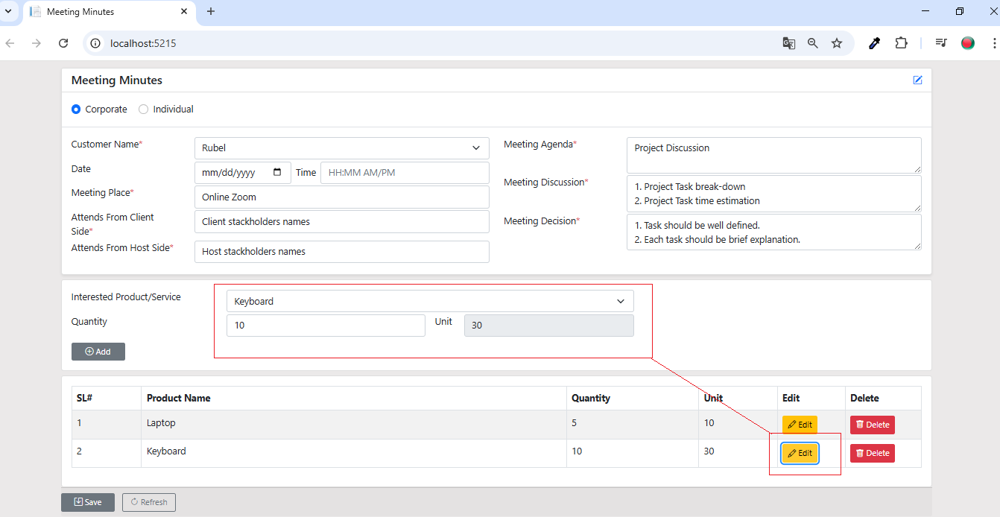 Meeting Minutes
localhost:5215
Meeting Minutes
Corporate Individual
Customer Name* Rubel
Date mm/dd/yyyy Time HH:MM AM/PM
Meeting Place* Online Zoom
Attends From Client
Side*
Client stackholders names
Attends From Host Side* Host stackholders names
Meeting Agenda* Project Discussion
Meeting Discussion*
1. Project Task break-down
2. Project Task time estimation
Meeting Decision*
1. Task should be well defined.
2. Each task should be brief explanation.
Interested Product/Service Keyboard
Quantity 10 Unit 30
Add
SL# Product Name Quantity Unit Edit Delete
1 Laptop 5 10 Edit Delete
2 Keyboard 10 30 Edit Delete
Save Refresh